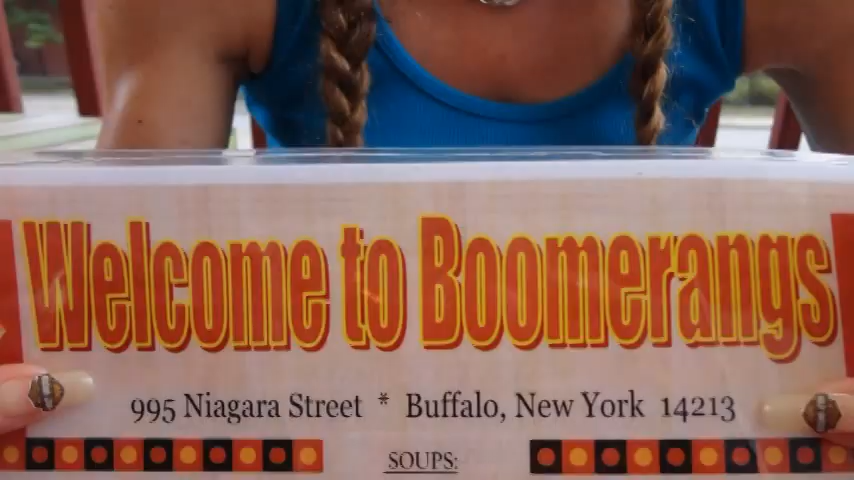 Welcome to Boomerangs
995 Niagara Street * Buffalo, New York 14213
SOUPS: